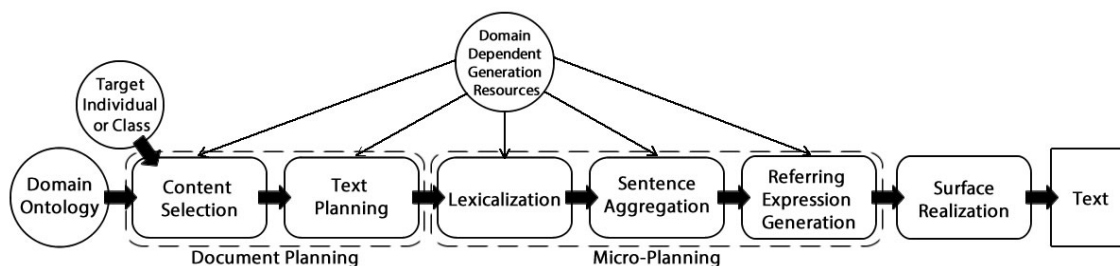 Domain
Dependent
Generation
Resources
Target
Individual
or Class
Domain
Ontology
Content
Selection
Text
Planning
Lexicalization
Sentence
Aggregation
Referring
Expression
Generation
Surface
Realization
Text
Document Planning
Micro-Planning